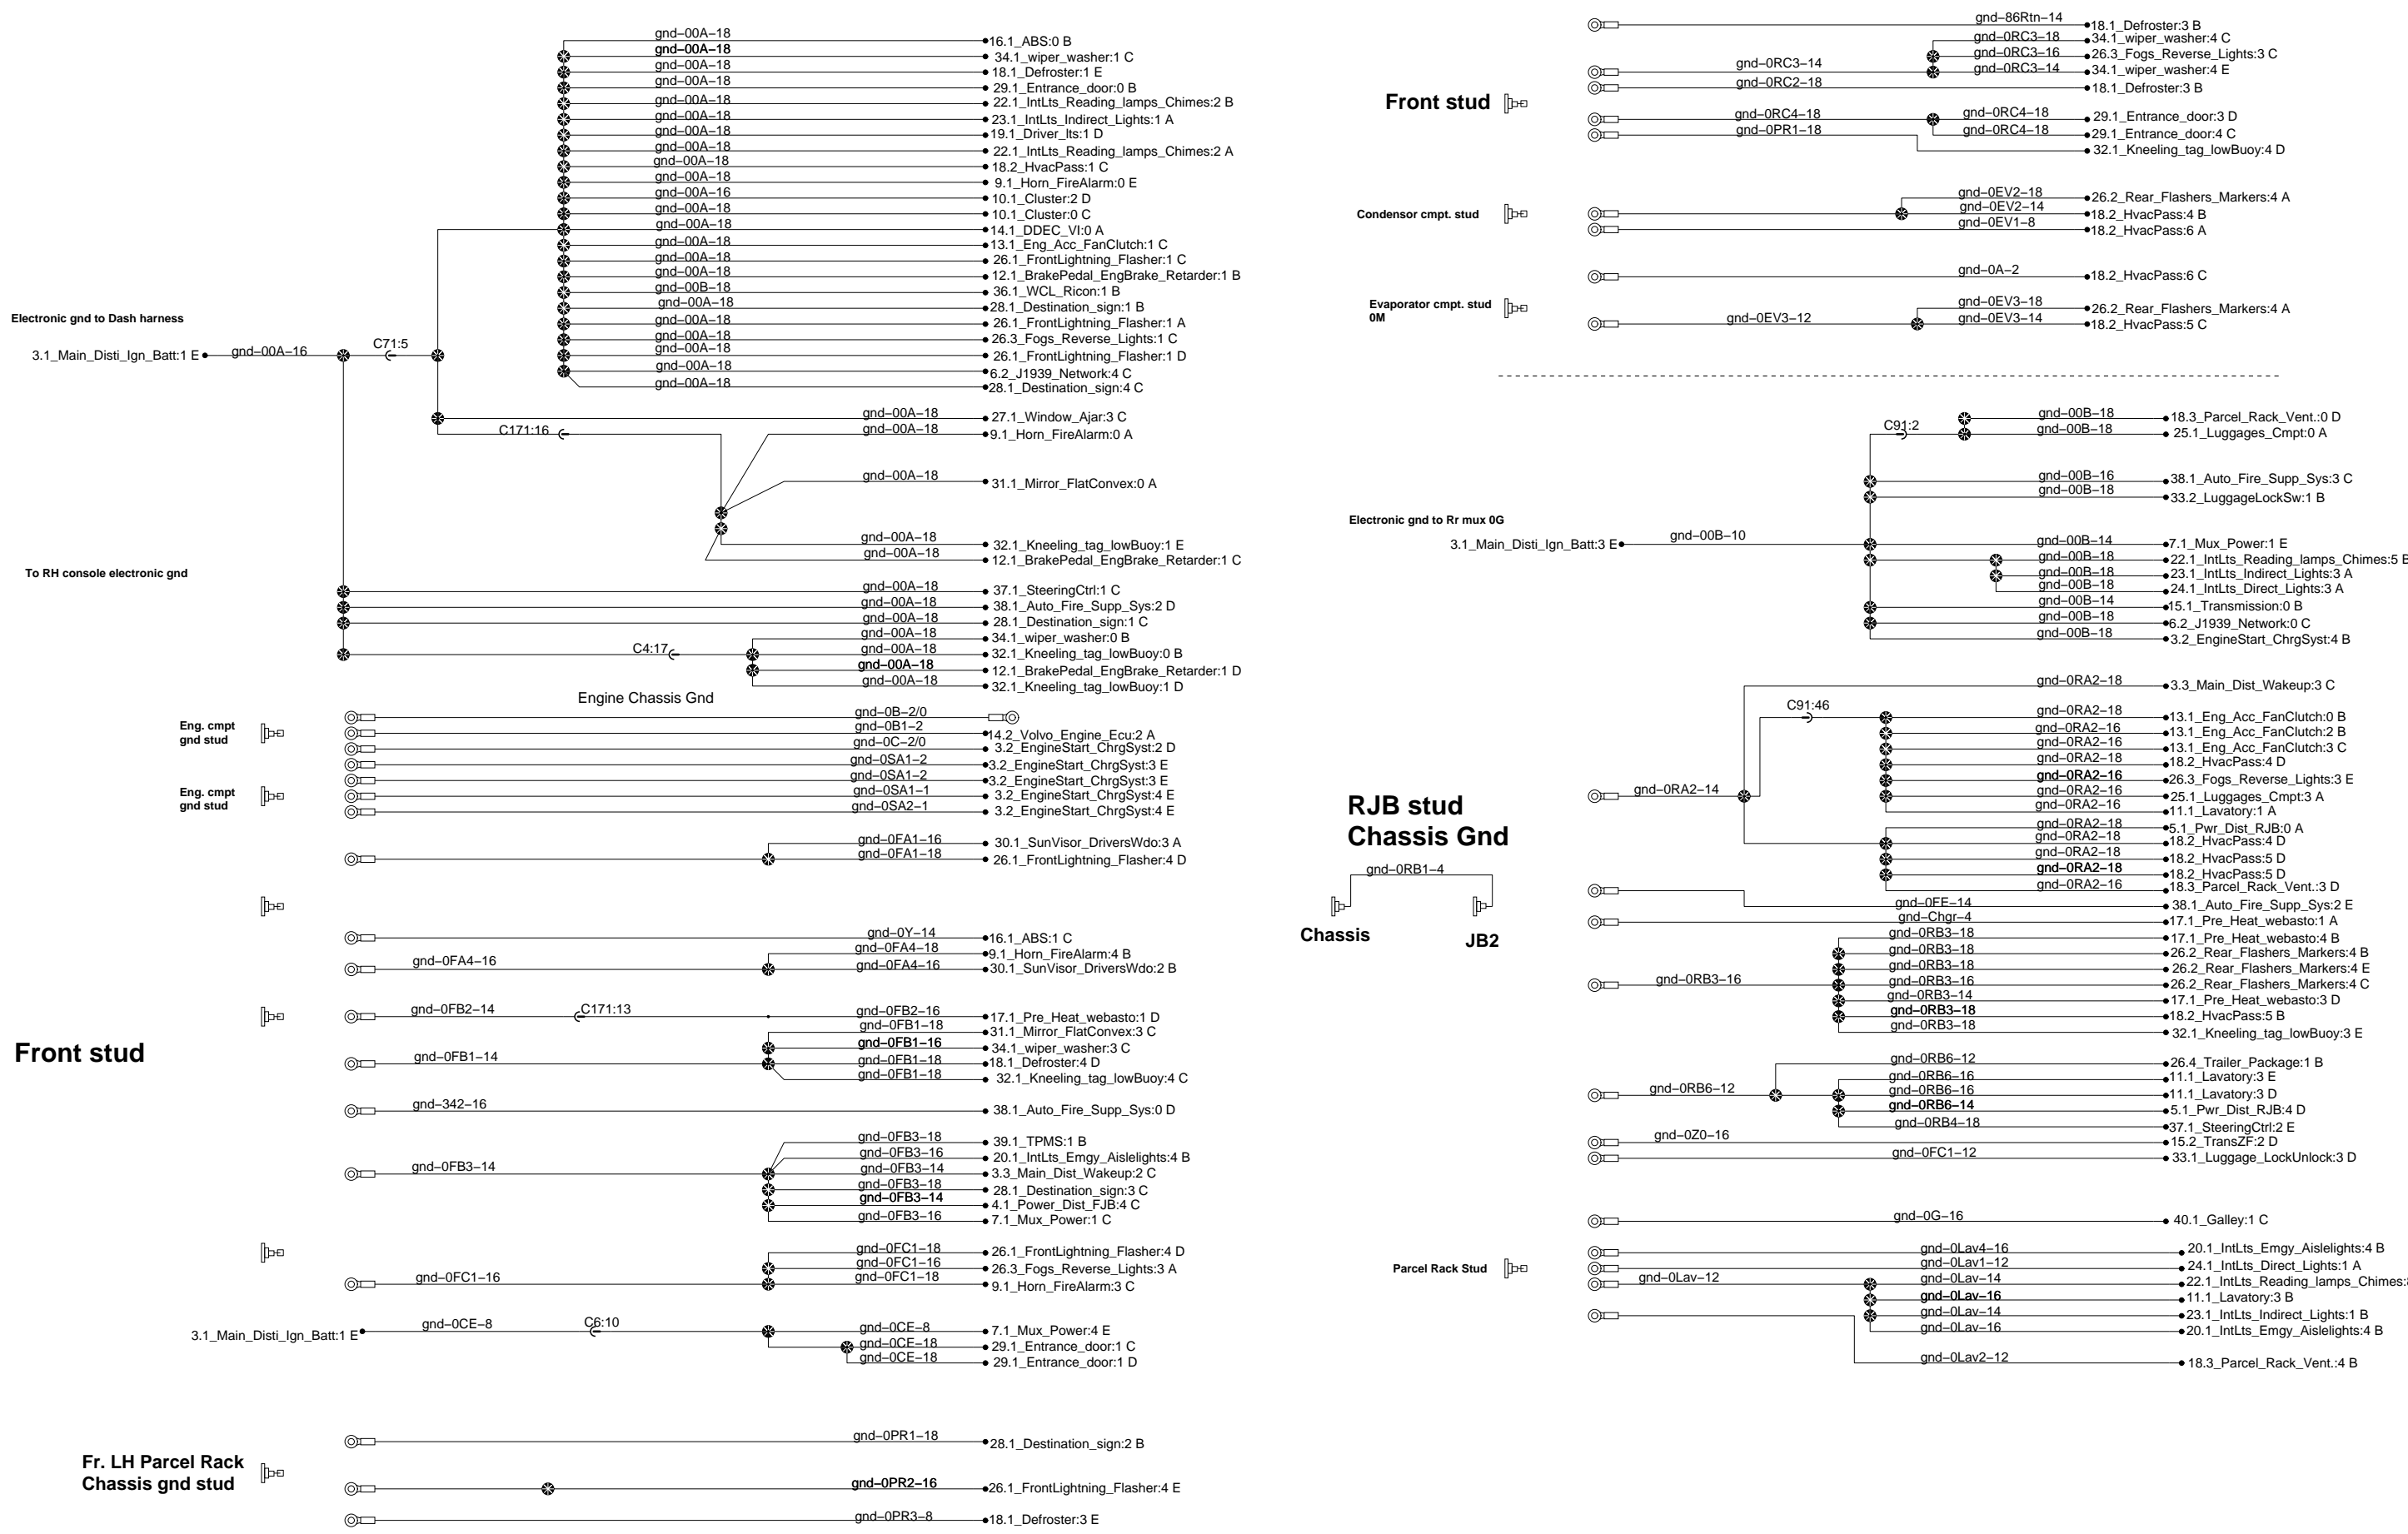 gnd–00A–18
16.1_ABS:0 B
gnd–00A–18
34.1_wiper_washer:1 C
gnd–00A–18
18.1_Defroster:1 E
gnd–00A–18
29.1_Entrance_door:0 B
gnd–00A–18
22.1_IntLts_Reading_lamps_Chimes:2 B
gnd–00A–18
23.1_IntLts_Indirect_Lights:1 A
gnd–00A–18
19.1_Driver_lts:1 D
gnd–00A–18
22.1_IntLts_Reading_lamps_Chimes:2 A
gnd–00A–18
18.2_HvacPass:1 C
gnd–00A–18
9.1_Horn_FireAlarm:0 E
gnd–00A–16
10.1_Cluster:2 D
gnd–00A–18
10.1_Cluster:0 C
gnd–00A–18
14.1_DDEC_VI:0 A
gnd–00A–18
13.1_Eng_Acc_FanClutch:1 C
gnd–00A–18
26.1_FrontLightning_Flasher:1 C
gnd–00A–18
12.1_BrakePedal_EngBrake_Retarder:1 B
gnd–00B–18
36.1_WCL_Ricon:1 B
gnd–00A–18
28.1_Destination_sign:1 B
gnd–00A–18
26.1_FrontLightning_Flasher:1 A
gnd–00A–18
26.3_Fogs_Reverse_Lights:1 C
gnd–00A–18
26.1_FrontLightning_Flasher:1 D
gnd–00A–18
6.2_J1939_Network:4 C
gnd–00A–18
28.1_Destination_sign:4 C
Electronic gnd to Dash harness
3.1_Main_Disti_Ign_Batt:1 E
gnd–00A–16
C71:5
gnd–00A–18
27.1_Window_Ajar:3 C
C171:16
gnd–00A–18
9.1_Horn_FireAlarm:0 A
gnd–00A–18
31.1_Mirror_FlatConvex:0 A
gnd–00A–18
32.1_Kneeling_tag_lowBuoy:1 E
gnd–00A–18
12.1_BrakePedal_EngBrake_Retarder:1 C
To RH console electronic gnd
gnd–00A–18
37.1_SteeringCtrl:1 C
gnd–00A–18
38.1_Auto_Fire_Supp_Sys:2 D
gnd–00A–18
28.1_Destination_sign:1 C
gnd–00A–18
34.1_wiper_washer:0 B
C4:17
gnd–00A–18
32.1_Kneeling_tag_lowBuoy:0 B
gnd–00A–18
12.1_BrakePedal_EngBrake_Retarder:1 D
gnd–00A–18
32.1_Kneeling_tag_lowBuoy:1 D
Engine Chassis Gnd
Eng. cmpt
gnd stud
gnd–0B–2/0
gnd–0B1–2
14.2_Volvo_Engine_Ecu:2 A
gnd–0C–2/0
3.2_EngineStart_ChrgSyst:2 D
gnd–0SA1–2
3.2_EngineStart_ChrgSyst:3 E
gnd–0SA1–2
3.2_EngineStart_ChrgSyst:3 E
Eng. cmpt
gnd stud
gnd–0SA1–1
3.2_EngineStart_ChrgSyst:4 E
gnd–0SA2–1
3.2_EngineStart_ChrgSyst:4 E
gnd–0FA1–16
30.1_SunVisor_DriversWdo:3 A
gnd–0FA1–18
26.1_FrontLightning_Flasher:4 D
gnd–0Y–14
16.1_ABS:1 C
gnd–0FA4–18
9.1_Horn_FireAlarm:4 B
gnd–0FA4–16
gnd–0FA4–16
30.1_SunVisor_DriversWdo:2 B
gnd–0FB2–14
C171:13
gnd–0FB2–16
17.1_Pre_Heat_webasto:1 D
gnd–0FB1–18
31.1_Mirror_FlatConvex:3 C
Front stud
gnd–0FB1–16
34.1_wiper_washer:3 C
gnd–0FB1–14
gnd–0FB1–18
18.1_Defroster:4 D
gnd–0FB1–18
32.1_Kneeling_tag_lowBuoy:4 C
gnd–342–16
38.1_Auto_Fire_Supp_Sys:0 D
gnd–0FB3–18
39.1_TPMS:1 B
gnd–0FB3–16
20.1_IntLts_Emgy_Aislelights:4 B
gnd–0FB3–14
gnd–0FB3–14
3.3_Main_Dist_Wakeup:2 C
gnd–0FB3–18
28.1_Destination_sign:3 C
gnd–0FB3–14
4.1_Power_Dist_FJB:4 C
gnd–0FB3–16
7.1_Mux_Power:1 C
gnd–0FC1–18
26.1_FrontLightning_Flasher:4 D
gnd–0FC1–16
26.3_Fogs_Reverse_Lights:3 A
gnd–0FC1–16
gnd–0FC1–18
9.1_Horn_FireAlarm:3 C
3.1_Main_Disti_Ign_Batt:1 E
gnd–0CE–8
C6:10
gnd–0CE–8
7.1_Mux_Power:4 E
gnd–0CE–18
29.1_Entrance_door:1 C
gnd–0CE–18
29.1_Entrance_door:1 D
Fr. LH Parcel Rack
Chassis gnd stud
gnd–0PR1–18
28.1_Destination_sign:2 B
gnd–0PR2–16
26.1_FrontLightning_Flasher:4 E
gnd–0PR3–8
18.1_Defroster:3 E
Front stud
gnd–86Rtn–14
18.1_Defroster:3 B
gnd–0RC3–18
34.1_wiper_washer:4 C
gnd–0RC3–16
26.3_Fogs_Reverse_Lights:3 C
gnd–0RC3–14
gnd–0RC3–14
34.1_wiper_washer:4 E
gnd–0RC2–18
18.1_Defroster:3 B
gnd–0RC4–18
gnd–0RC4–18
29.1_Entrance_door:3 D
gnd–0PR1–18
gnd–0RC4–18
29.1_Entrance_door:4 C
32.1_Kneeling_tag_lowBuoy:4 D
Condensor cmpt. stud
gnd–0EV2–18
26.2_Rear_Flashers_Markers:4 A
gnd–0EV2–14
18.2_HvacPass:4 B
gnd–0EV1–8
18.2_HvacPass:6 A
gnd–0A–2
18.2_HvacPass:6 C
Evaporator cmpt. stud
0M
gnd–0EV3–18
26.2_Rear_Flashers_Markers:4 A
gnd–0EV3–12
gnd–0EV3–14
18.2_HvacPass:5 C
gnd–00B–18
18.3_Parcel_Rack_Vent.:0 D
C91:2
gnd–00B–18
25.1_Luggages_Cmpt:0 A
gnd–00B–16
38.1_Auto_Fire_Supp_Sys:3 C
gnd–00B–18
33.2_LuggageLockSw:1 B
Electronic gnd to Rr mux 0G
3.1_Main_Disti_Ign_Batt:3 E
gnd–00B–10
gnd–00B–14
7.1_Mux_Power:1 E
gnd–00B–18
22.1_IntLts_Reading_lamps_Chimes:5 B
gnd–00B–18
23.1_IntLts_Indirect_Lights:3 A
gnd–00B–18
24.1_IntLts_Direct_Lights:3 A
gnd–00B–14
15.1_Transmission:0 B
gnd–00B–18
6.2_J1939_Network:0 C
gnd–00B–18
3.2_EngineStart_ChrgSyst:4 B
gnd–0RA2–18
3.3_Main_Dist_Wakeup:3 C
C91:46
gnd–0RA2–18
13.1_Eng_Acc_FanClutch:0 B
gnd–0RA2–16
13.1_Eng_Acc_FanClutch:2 B
gnd–0RA2–16
13.1_Eng_Acc_FanClutch:3 C
gnd–0RA2–18
18.2_HvacPass:4 D
gnd–0RA2–16
26.3_Fogs_Reverse_Lights:3 E
RJB stud
Chassis Gnd
gnd–0RA2–14
gnd–0RA2–16
25.1_Luggages_Cmpt:3 A
gnd–0RA2–16
11.1_Lavatory:1 A
gnd–0RA2–18
5.1_Pwr_Dist_RJB:0 A
gnd–0RA2–18
18.2_HvacPass:4 D
gnd–0RA2–18
18.2_HvacPass:5 D
gnd–0RA2–18
18.2_HvacPass:5 D
gnd–0RA2–16
18.3_Parcel_Rack_Vent.:3 D
gnd–0RB1–4
Chassis
JB2
gnd–0FE–14
38.1_Auto_Fire_Supp_Sys:2 E
gnd–Chgr–4
17.1_Pre_Heat_webasto:1 A
gnd–0RB3–18
17.1_Pre_Heat_webasto:4 B
gnd–0RB3–18
26.2_Rear_Flashers_Markers:4 B
gnd–0RB3–18
26.2_Rear_Flashers_Markers:4 E
gnd–0RB3–16
gnd–0RB3–16
26.2_Rear_Flashers_Markers:4 C
gnd–0RB3–14
17.1_Pre_Heat_webasto:3 D
gnd–0RB3–18
18.2_HvacPass:5 B
gnd–0RB3–18
32.1_Kneeling_tag_lowBuoy:3 E
gnd–0RB6–12
26.4_Trailer_Package:1 B
gnd–0RB6–16
11.1_Lavatory:3 E
gnd–0RB6–12
gnd–0RB6–16
11.1_Lavatory:3 D
gnd–0RB6–14
5.1_Pwr_Dist_RJB:4 D
gnd–0RB4–18
37.1_SteeringCtrl:2 E
gnd–0Z0–16
15.2_TransZF:2 D
gnd–0FC1–12
33.1_Luggage_LockUnlock:3 D
gnd–0G–16
40.1_Galley:1 C
Parcel Rack Stud
gnd–0Lav4–16
20.1_IntLts_Emgy_Aislelights:4 B
gnd–0Lav1–12
24.1_IntLts_Direct_Lights:1 A
gnd–0Lav–12
gnd–0Lav–14
22.1_IntLts_Reading_lamps_Chimes:
gnd–0Lav–16
11.1_Lavatory:3 B
gnd–0Lav–14
23.1_IntLts_Indirect_Lights:1 B
gnd–0Lav–16
20.1_IntLts_Emgy_Aislelights:4 B
gnd–0Lav2–12
18.3_Parcel_Rack_Vent.:4 B